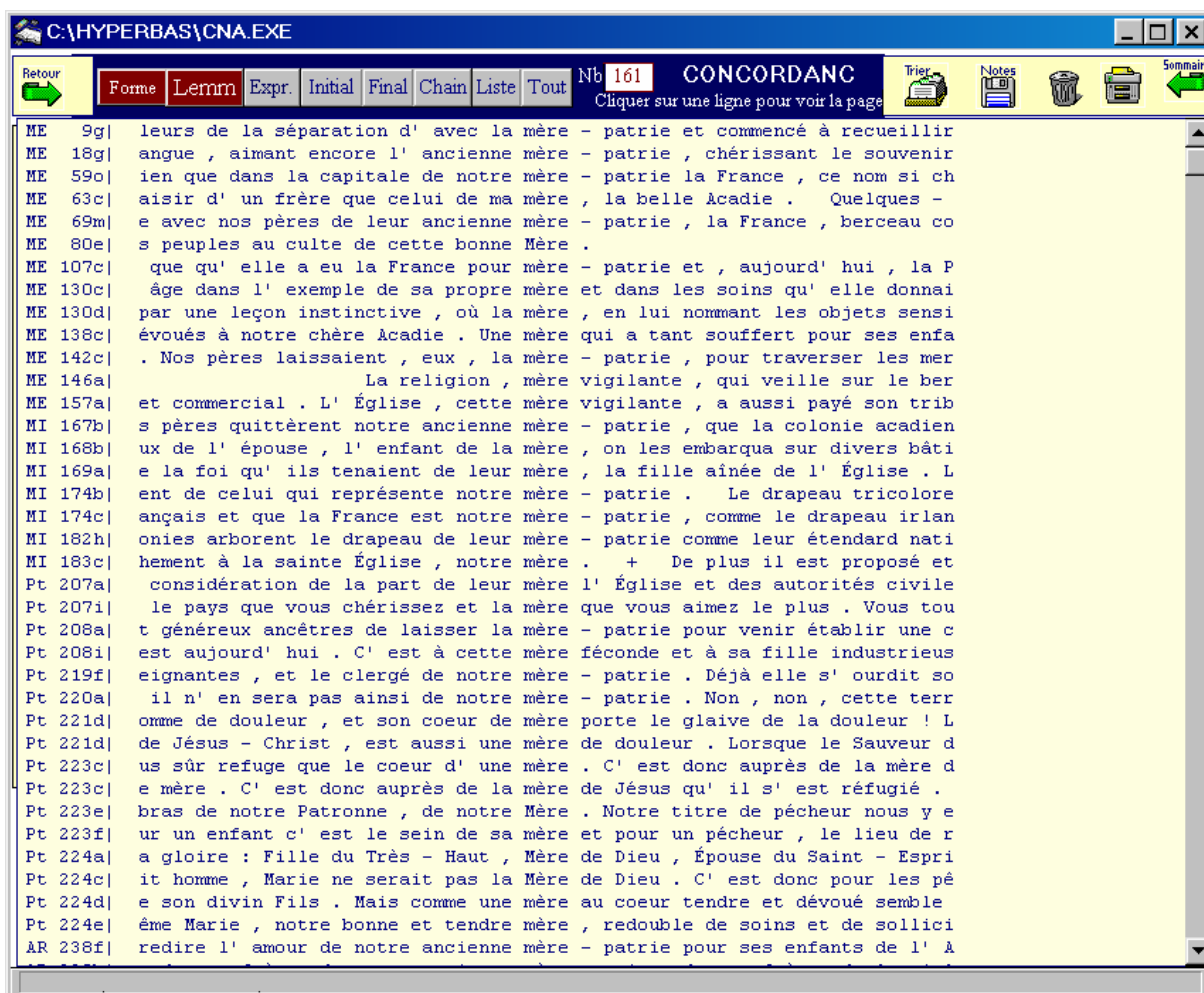 C:\HYPERBAS\CNA.EXE
Retour Forme Lemm Expr. Initial Final Chain Liste Tout Nb 161 CONCORDANC Trier Notes Sommair
Cliquer sur une ligne pour voir la page
ME 9g| leurs de la séparation d' avec la mère - patrie et commencé à recueillir
ME 18g| angue , aimant encore l' ancienne mère - patrie , chérissant le souvenir
ME 59o| ien que dans la capitale de notre mère - patrie la France , ce nom si ch
ME 63c| aisir d' un frère que celui de ma mère , la belle Acadie . Quelques -
ME 69m| e avec nos pères de leur ancienne mère - patrie , la France , berceau co
ME 80e| s peuples au culte de cette bonne Mère .
ME 107c| que qu' elle a eu la France pour mère - patrie et , aujourd' hui , la P
ME 130c| âge dans l' exemple de sa propre mère et dans les soins qu' elle donnai
ME 130d| par une leçon instinctive , où la mère , en lui nommant les objets sensi
ME 138c| évoués à notre chère Acadie . Une mère qui a tant souffert pour ses enfa
ME 142c| . Nos pères laissaient , eux , la mère - patrie , pour traverser les mer
ME 146a| La religion , mère vigilante , qui veille sur le ber
ME 157a| et commercial . L' Église , cette mère vigilante , a aussi payé son trib
MI 167b| s pères quittèrent notre ancienne mère - patrie , que la colonie acadien
MI 168b| ux de l' épouse , l' enfant de la mère , on les embarqua sur divers bâti
MI 169a| e la foi qu' ils tenaient de leur mère , la fille aînée de l' Église . L
MI 174b| ent de celui qui représente notre mère - patrie . Le drapeau tricolore
MI 174c| ançais et que la France est notre mère - patrie , comme le drapeau irlan
MI 182h| onies arborent le drapeau de leur mère - patrie comme leur étendard nati
MI 183c| hement à la sainte Église , notre mère . + De plus il est proposé et
Pt 207a| considération de la part de leur mère l' Église et des autorités civile
Pt 207i| le pays que vous chérissez et la mère que vous aimez le plus . Vous tou
Pt 208a| t généreux ancêtres de laisser la mère - patrie pour venir établir une c
Pt 208i| est aujourd' hui . C' est à cette mère féconde et à sa fille industrieus
Pt 219f| eignantes , et le clergé de notre mère - patrie . Déjà elle s' ourdit so
Pt 220a| il n' en sera pas ainsi de notre mère - patrie . Non , non , cette terr
Pt 221d| omme de douleur , et son coeur de mère porte le glaive de la douleur ! L
Pt 221d| de Jésus - Christ , est aussi une mère de douleur . Lorsque le Sauveur d
Pt 223c| us sûr refuge que le coeur d' une mère . C' est donc auprès de la mère d
Pt 223c| e mère . C' est donc auprès de la mère de Jésus qu' il s' est réfugié .
Pt 223e| bras de notre Patronne , de notre Mère . Notre titre de pécheur nous y e
Pt 223f| ur un enfant c' est le sein de sa mère et pour un pécheur , le lieu de r
Pt 224a| a gloire : Fille du Très - Haut , Mère de Dieu , Épouse du Saint - Espri
Pt 224c| it homme , Marie ne serait pas la Mère de Dieu . C' est donc pour les pê
Pt 224d| e son divin Fils . Mais comme une mère au coeur tendre et dévoué semble
Pt 224e| ême Marie , notre bonne et tendre mère , redouble de soins et de sollici
AR 238f| redire l' amour de notre ancienne mère - patrie pour ses enfants de l' A